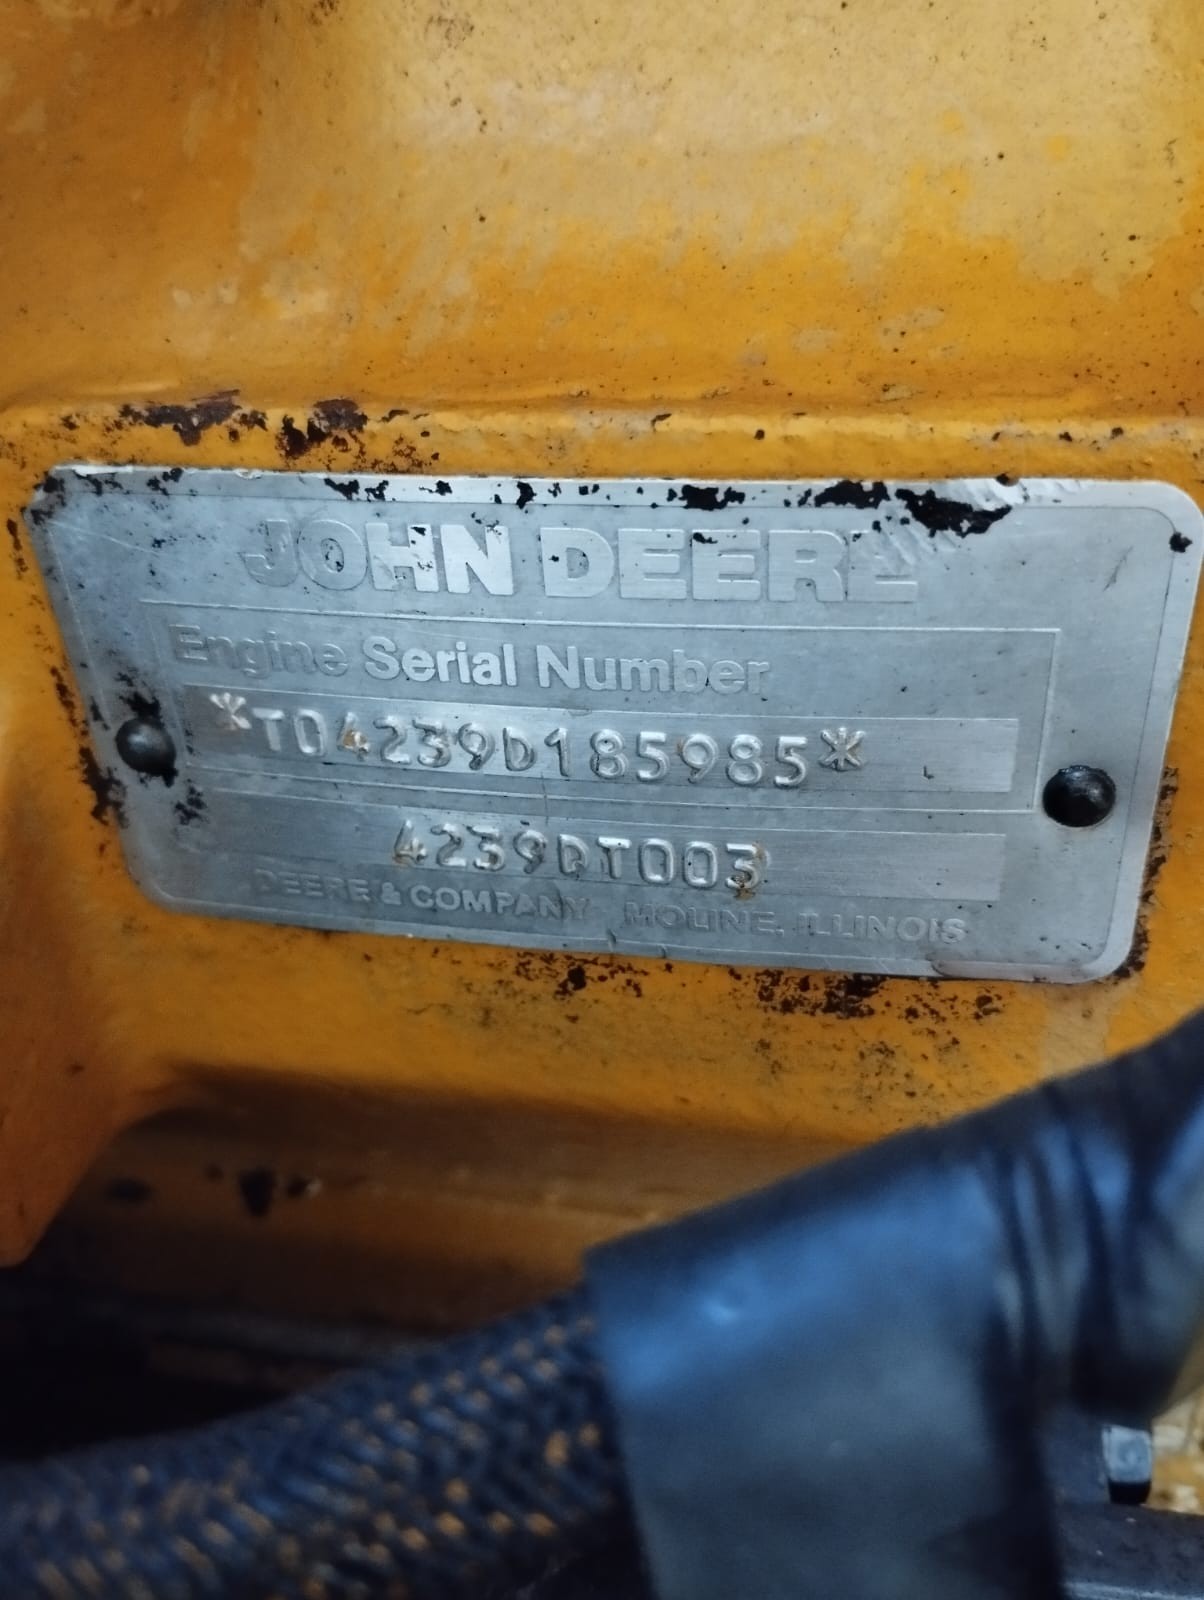 JOHN DEERE
Engine Serial Number
*T04239D185985*
4239DT003
DEERE & COMPANY MOLINE, ILLINOIS